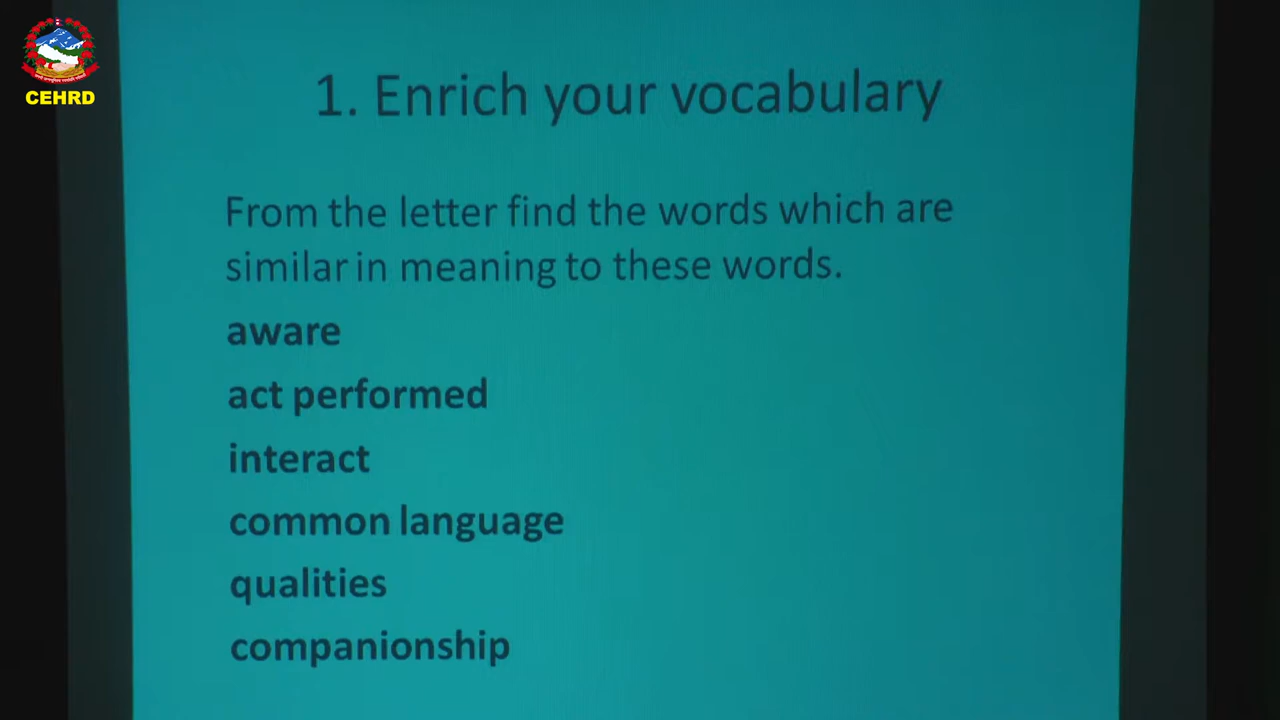 CEHRD
1. Enrich your vocabulary
From the letter find the words which are
similar in meaning to these words.
aware
act performed
interact
common language
qualities
companionship